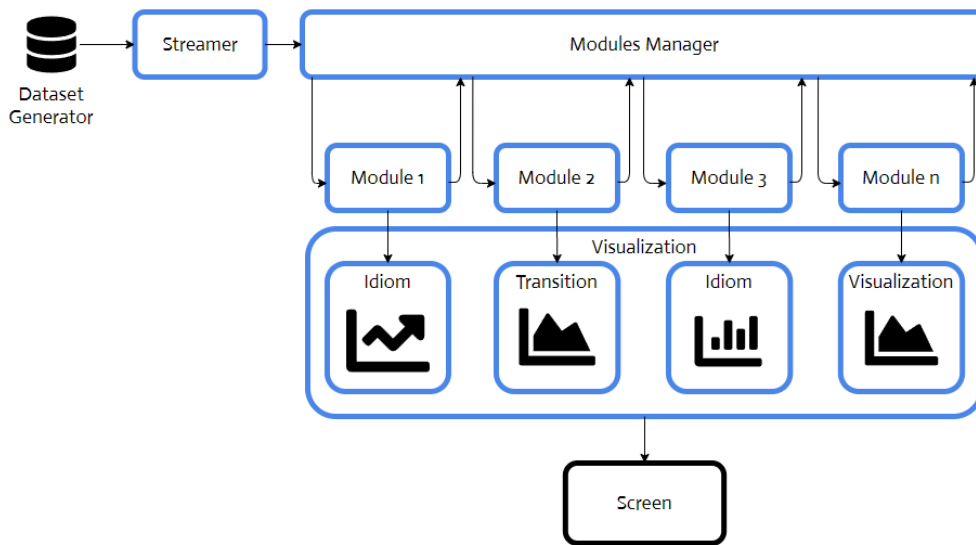 Streamer
Modules Manager
Dataset
Generator
Module 1
Module 2
Module 3
Module n
Visualization
Idiom
Transition
Idiom
Visualization
Screen